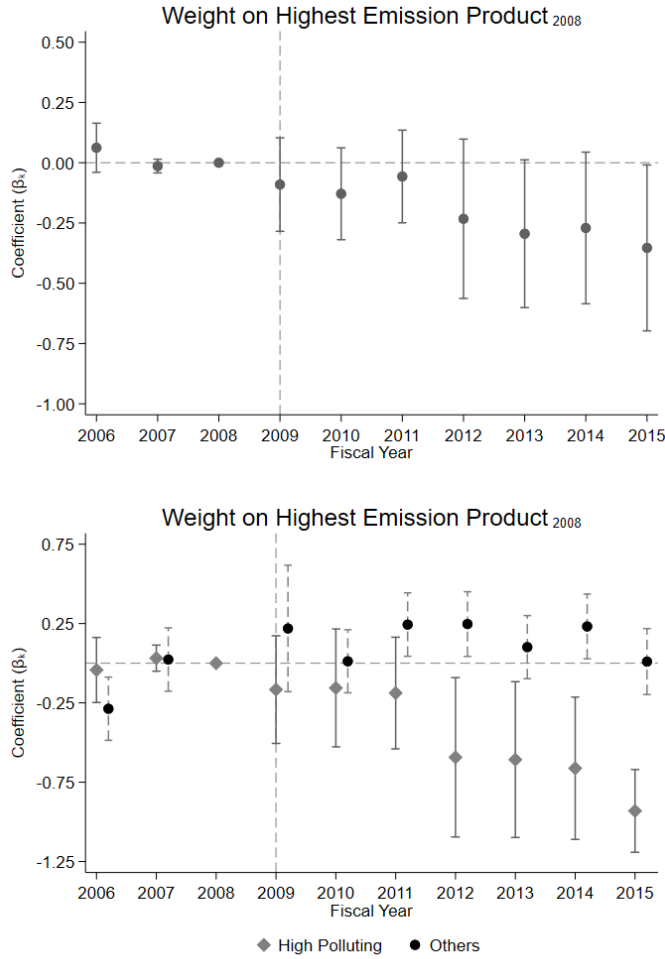 Weight on Highest Emission Product 2008
Coefficient (βk)
0.50
0.25
0.00
-0.25
-0.50
-0.75
-1.00
2006 2007 2008 2009 2010 2011 2012 2013 2014 2015
Fiscal Year
Weight on Highest Emission Product 2008
Coefficient (βk)
0.75
0.25
-0.25
-0.75
-1.25
2006 2007 2008 2009 2010 2011 2012 2013 2014 2015
Fiscal Year
High Polluting Others